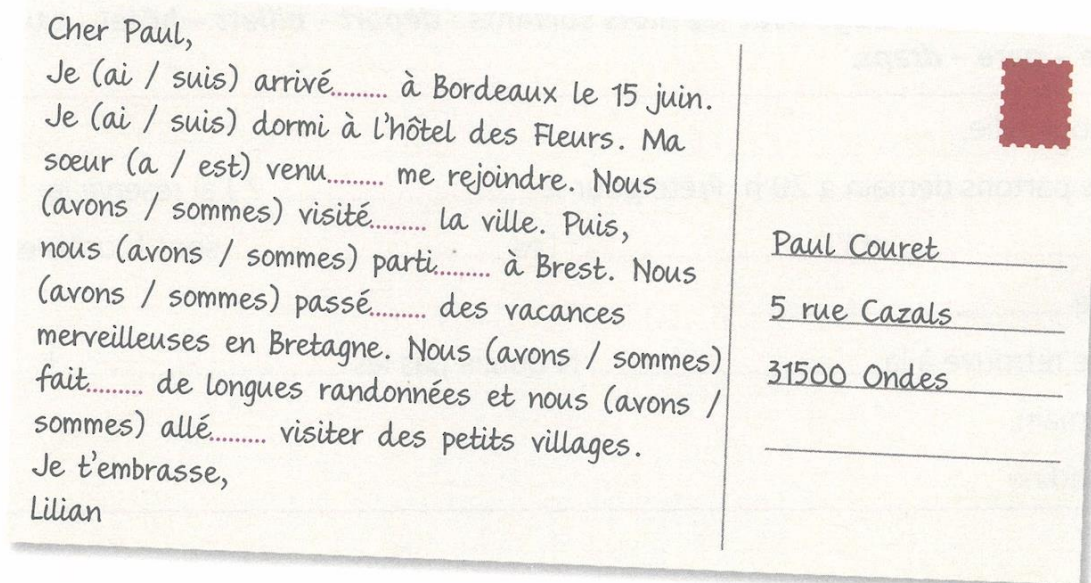 Cher Paul,
Je (ai / suis) arrivé......... à Bordeaux le 15 juin.
Je (ai / suis) dormi à l'hôtel des Fleurs. Ma
sœur (a / est) venu......... me rejoindre. Nous
(avons / sommes) visité......... la ville. Puis,
nous (avons / sommes) parti......... à Brest. Nous
(avons / sommes) passé......... des vacances
merveilleuses en Bretagne. Nous (avons / sommes)
fait......... de longues randonnées et nous (avons /
sommes) allé......... visiter des petits villages.
Je t'embrasse,
Lilian
Paul Couret
5 rue Cazals
31500 Ondes